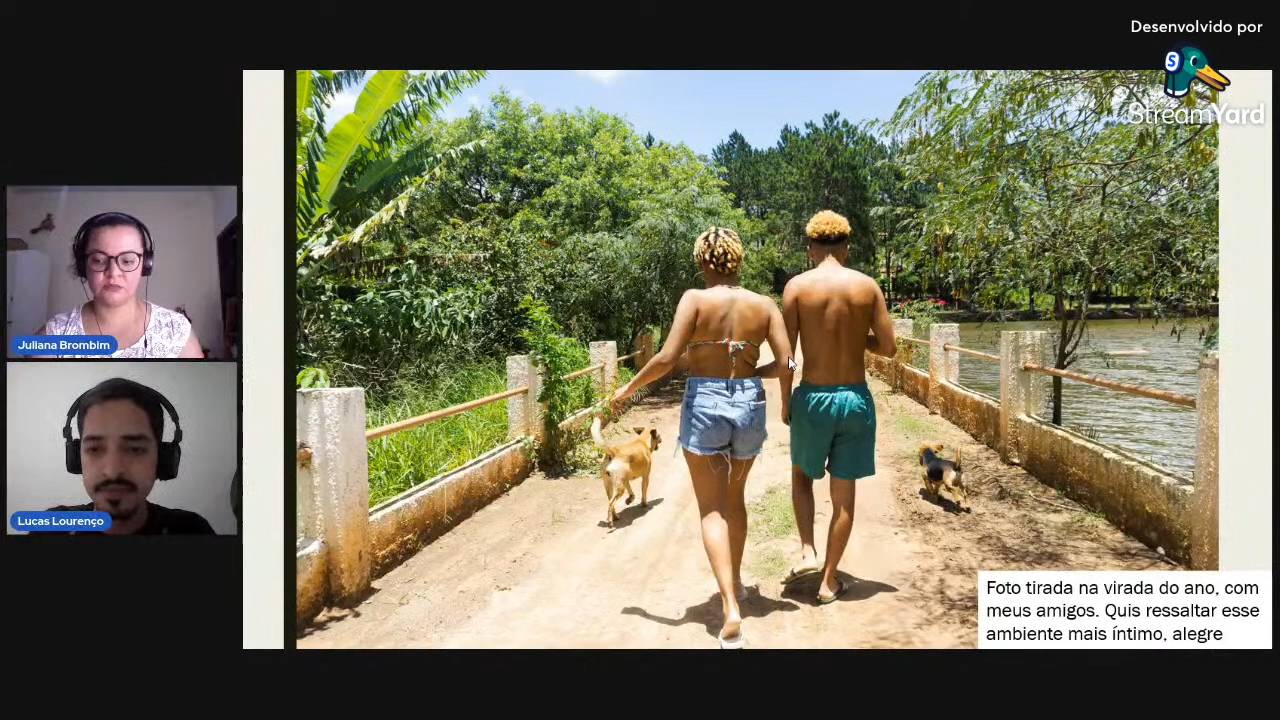 Desenvolvido por
StreamYard
Juliana Brombim
Lucas Lourenço
Foto tirada na virada do ano, com
meus amigos. Quis ressaltar esse
ambiente mais íntimo, alegre